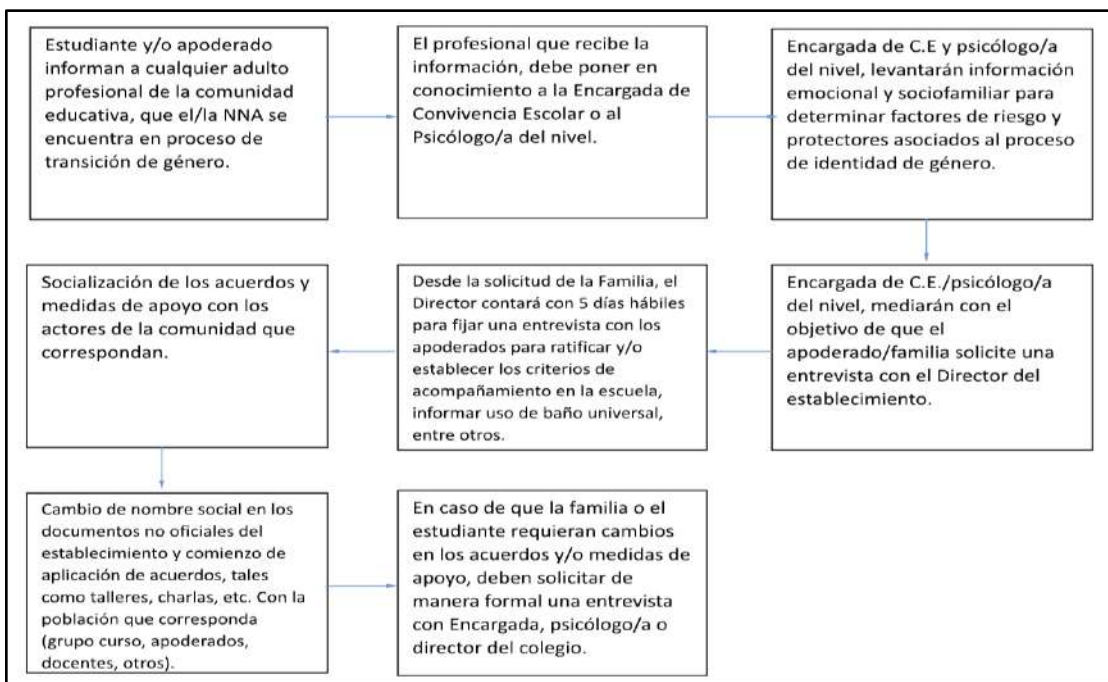 Estudiante y/o apoderado
informan a cualquier adulto
profesional de la comunidad
educativa, que el/la NNA se
encuentra en proceso de
transición de género.
El profesional que recibe la
información, debe poner en
conocimiento a la Encargada de
Convivencia Escolar o al
Psicólogo/a del nivel.
Encargada de C.E y psicólogo/a
del nivel, levantarán información
emocional y sociofamiliar para
determinar factores de riesgo y
protectores asociados al proceso
de identidad de género.
Encargada de C.E./psicólogo/a
del nivel, mediarán con el
objetivo de que el
apoderado/familia solicite una
entrevista con el Director del
establecimiento.
Desde la solicitud de la Familia, el
Director contará con 5 días hábiles
para fijar una entrevista con los
apoderados para ratificar y/o
establecer los criterios de
acompañamiento en la escuela,
informar uso de baño universal,
entre otros.
Socialización de los acuerdos y
medidas de apoyo con los
actores de la comunidad que
correspondan.
Cambio de nombre social en los
documentos no oficiales del
establecimiento y comienzo de
aplicación de acuerdos, tales
como talleres, charlas, etc. Con la
población que corresponda
(grupo curso, apoderados,
docentes, otros).
En caso de que la familia o el
estudiante requieran cambios
en los acuerdos y/o medidas de
apoyo, deben solicitar de
manera formal una entrevista
con Encargada, psicólogo/a o
director del colegio.